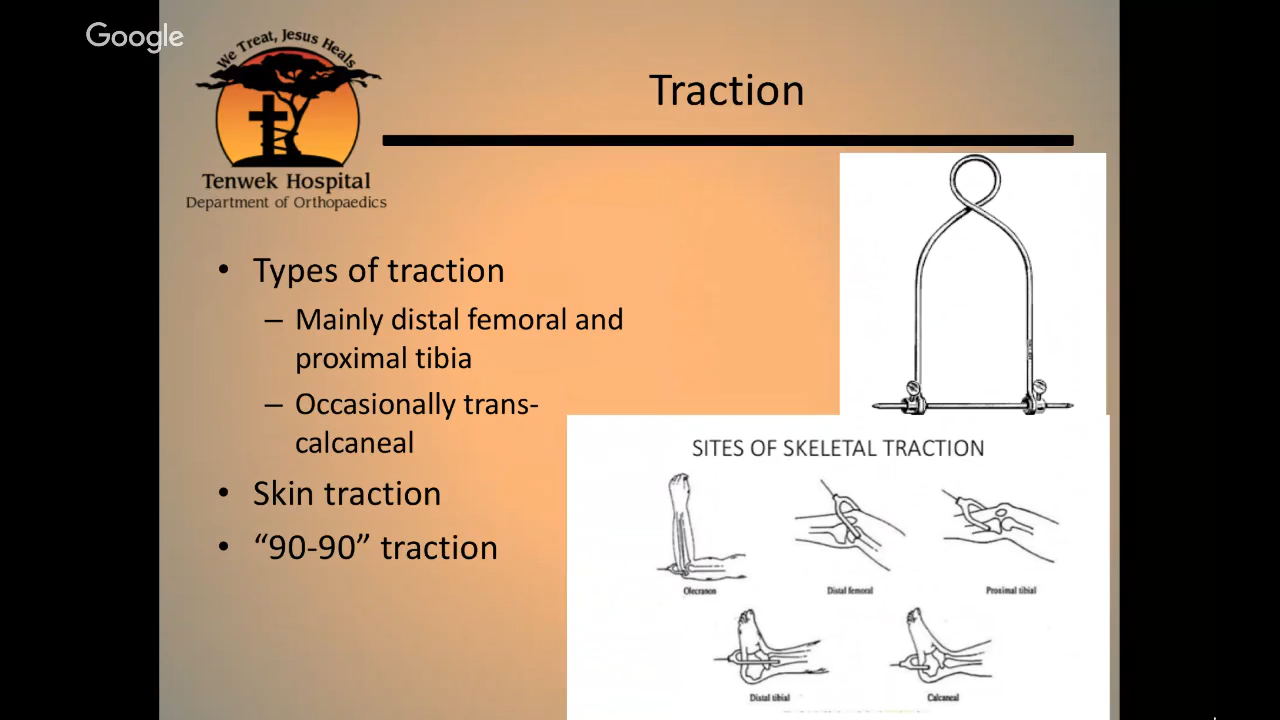 Google
We Treat, Jesus Heals
Tenwek Hospital
Department of Orthopaedics
Traction
• Types of traction
– Mainly distal femoral and
proximal tibia
– Occasionally trans-
calcaneal
• Skin traction
• “90-90” traction
SITES OF SKELETAL TRACTION
Olecranon
Distal femoral
Proximal tibial
Distal tibial
Calcaneal